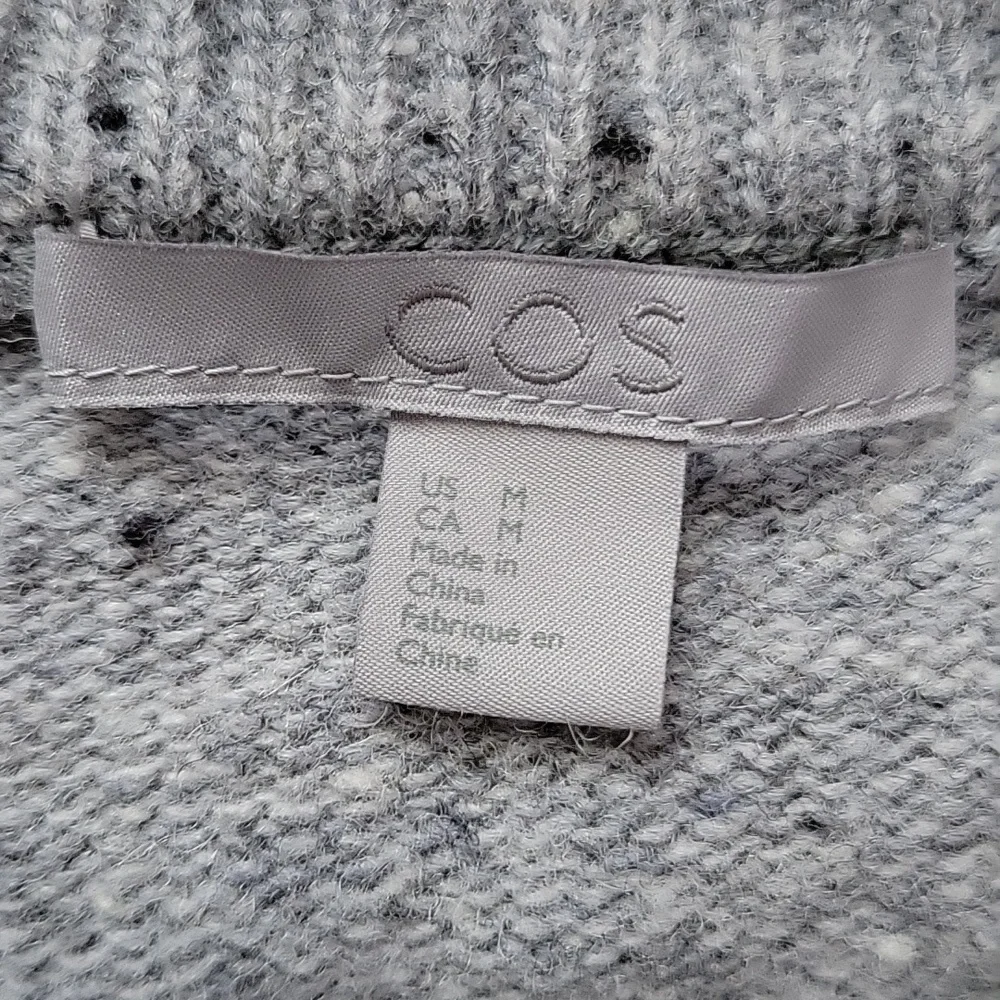 COS
US M
CA M
Made in
China
Fabriqué en
Chine